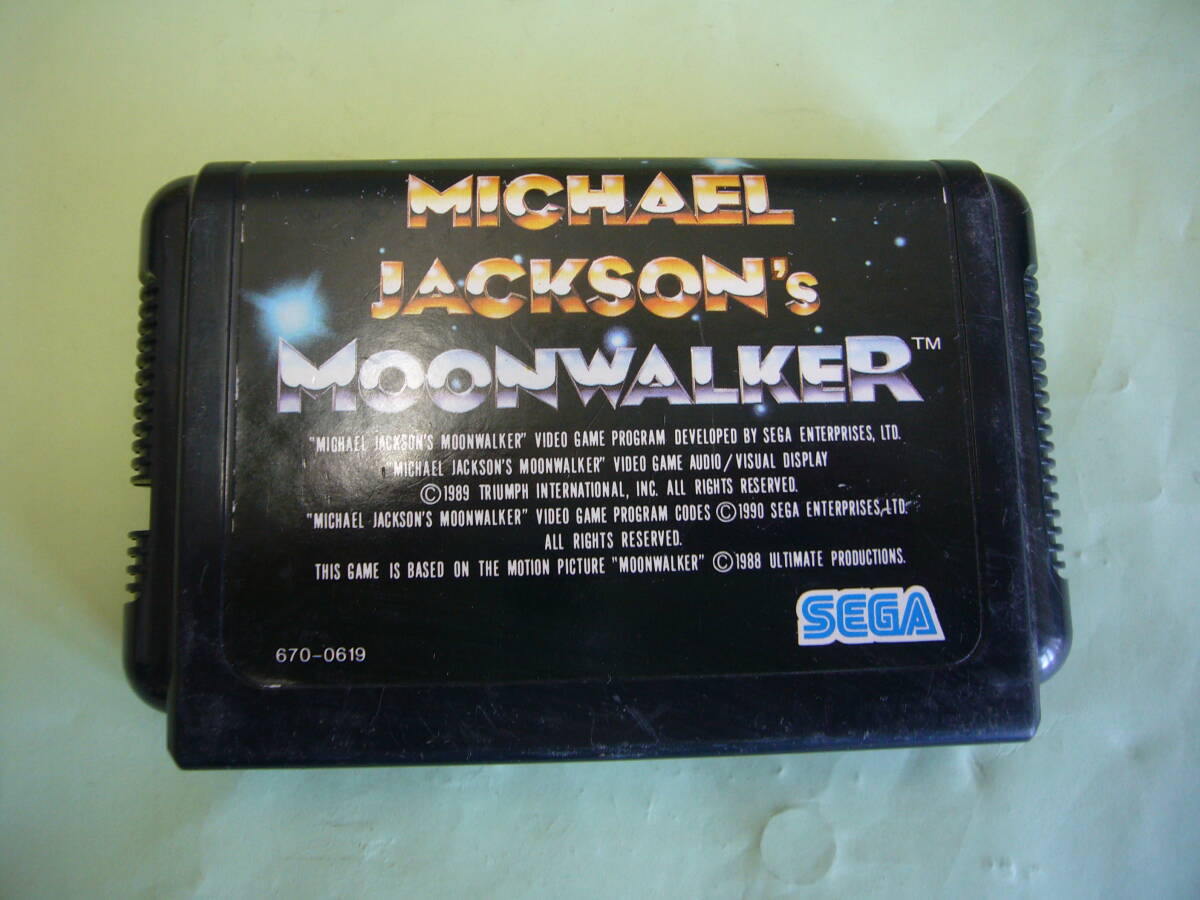 MICHAEL
JACKSON's
MOONWALKER™
"MICHAEL JACKSON'S MOONWALKER" VIDEO GAME PROGRAM DEVELOPED BY SEGA ENTERPRISES, LTD.
"MICHAEL JACKSON'S MOONWALKER" VIDEO GAME AUDIO/VISUAL DISPLAY
©1989 TRIUMPH INTERNATIONAL, INC. ALL RIGHTS RESERVED.
"MICHAEL JACKSON'S MOONWALKER" VIDEO GAME PROGRAM CODES ©1990 SEGA ENTERPRISES, LTD.
ALL RIGHTS RESERVED.
THIS GAME IS BASED ON THE MOTION PICTURE "MOONWALKER" ©1988 ULTIMATE PRODUCTIONS.
SEGA
670-0619